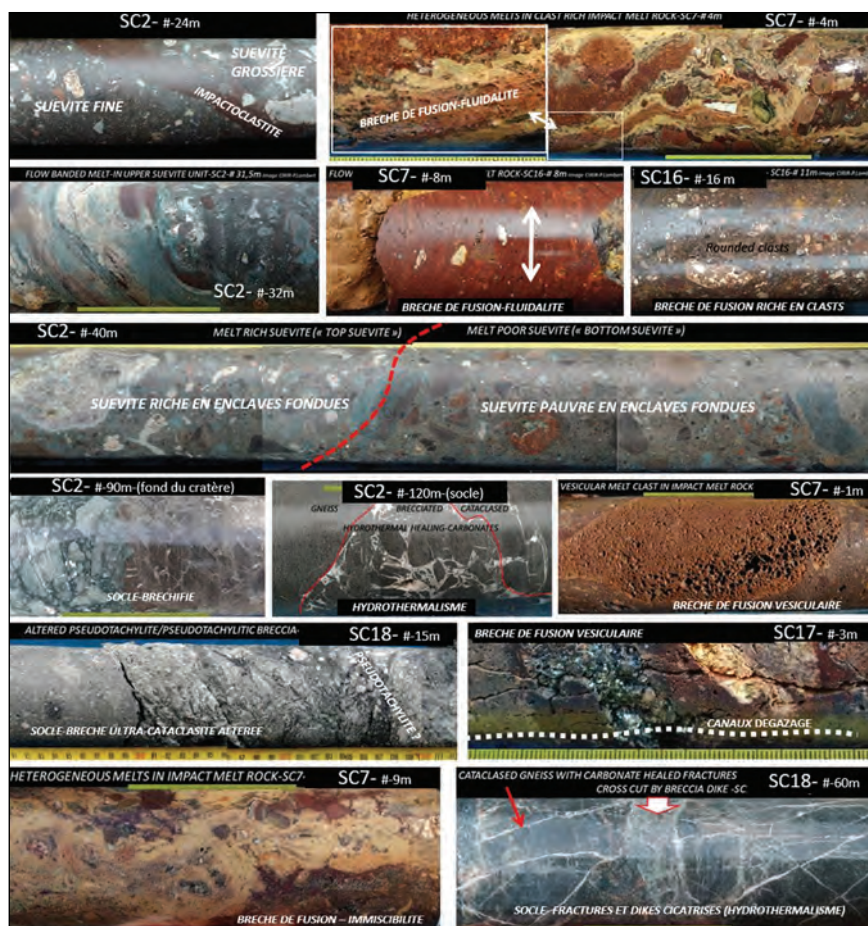 SC2- #-24m
SUEVITE FINE
SUEVITE
GROSSIERE
IMPACTOCLASTITE
HETEROGENEOUS MELTS IN CLAST RICH IMPACT MELT ROCK-SC7-# 4m
SC7- #-4m
BRECHE DE FUSION-FLUIDALITE
FLOW BANDED MELT-IN UPPER SUEVITE UNIT-SC2-# 31,5m
SC2- #-32m
FLOW
SC7- #-8m
LT ROCK-SC16-# 8m
BRECHE DE FUSION-FLUIDALITE
SC16- #-16 m
- SC16-# 11m
Rounded clasts
BRECHE DE FUSION RICHE EN CLASTS
SC2- #-40m
MELT RICH SUEVITE (« TOP SUEVITE »)
MELT POOR SUEVITE (« BOTTOM SUEVITE »)
SUEVITE RICHE EN ENCLAVES FONDUES
SUEVITE PAUVRE EN ENCLAVES FONDUES
SC2- #-90m-(fond du cratère)
SOCLE-BRECHIFIE
SC2- #-120m-(socle)
GNEISS
BRECCIATED
CATACLASED
HYDROTHERMAL HEALING-CARBONATES
HYDROTHERMALISME
VESICULAR MELT CLAST IN IMPACT MELT ROCK
SC7- #-1m
BRECHE DE FUSION VESICULAIRE
ALTERED PSEUDOTACHYLITE/PSEUDOTACHYLITIC BRECCIA-
SC18- #-15m
PSEUDOTACHYLITE ?
SOCLE-BRECHE ULTRA-CATACLASITE ALTEREE
BRECHE DE FUSION VESICULAIRE
SC17- #-3m
CANAUX DEGAZAGE
HETEROGENEOUS MELTS IN IMPACT MELT ROCK-SC7-
SC7- #-9m
BRECHE DE FUSION – IMMISCIBILITE
CATACLASED GNEISS WITH CARBONATE HEALED FRACTURES
CROSS CUT BY BRECCIA DIKE -SC
SC18- #-60m
SOCLE- FRACTURES ET DIKES CICATRISES (HYDROTHERMALISME)